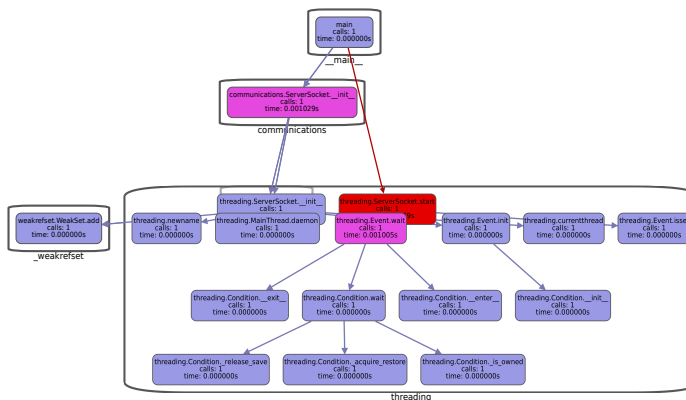 main
calls: 1
time: 0.000000s
__main__
communications.ServerSocket.__init__
calls: 1
time: 0.001029s
communications
threading.ServerSocket.__init__
calls: 1
threading.ServerSocket.start
calls: 1
weakrefset.WeakSet.add
calls: 1
time: 0.000000s
_weakrefset
threading.newname
calls: 1
time: 0.000000s
threading.MainThread.daemon
calls: 1
time: 0.000000s
threading.Event.wait
calls: 1
time: 0.001005s
threading.Event.init
calls: 1
time: 0.000000s
threading.currentthread
calls: 1
time: 0.000000s
threading.Event.isse
calls: 1
time: 0.000000s
threading.Condition.__exit__
calls: 1
time: 0.000000s
threading.Condition.wait
calls: 1
time: 0.000000s
threading.Condition.__enter__
calls: 1
time: 0.000000s
threading.Condition.__init__
calls: 1
time: 0.000000s
threading.Condition._release_save
calls: 1
time: 0.000000s
threading.Condition._acquire_restore
calls: 1
time: 0.000000s
threading.Condition._is_owned
calls: 1
time: 0.000000s
threading